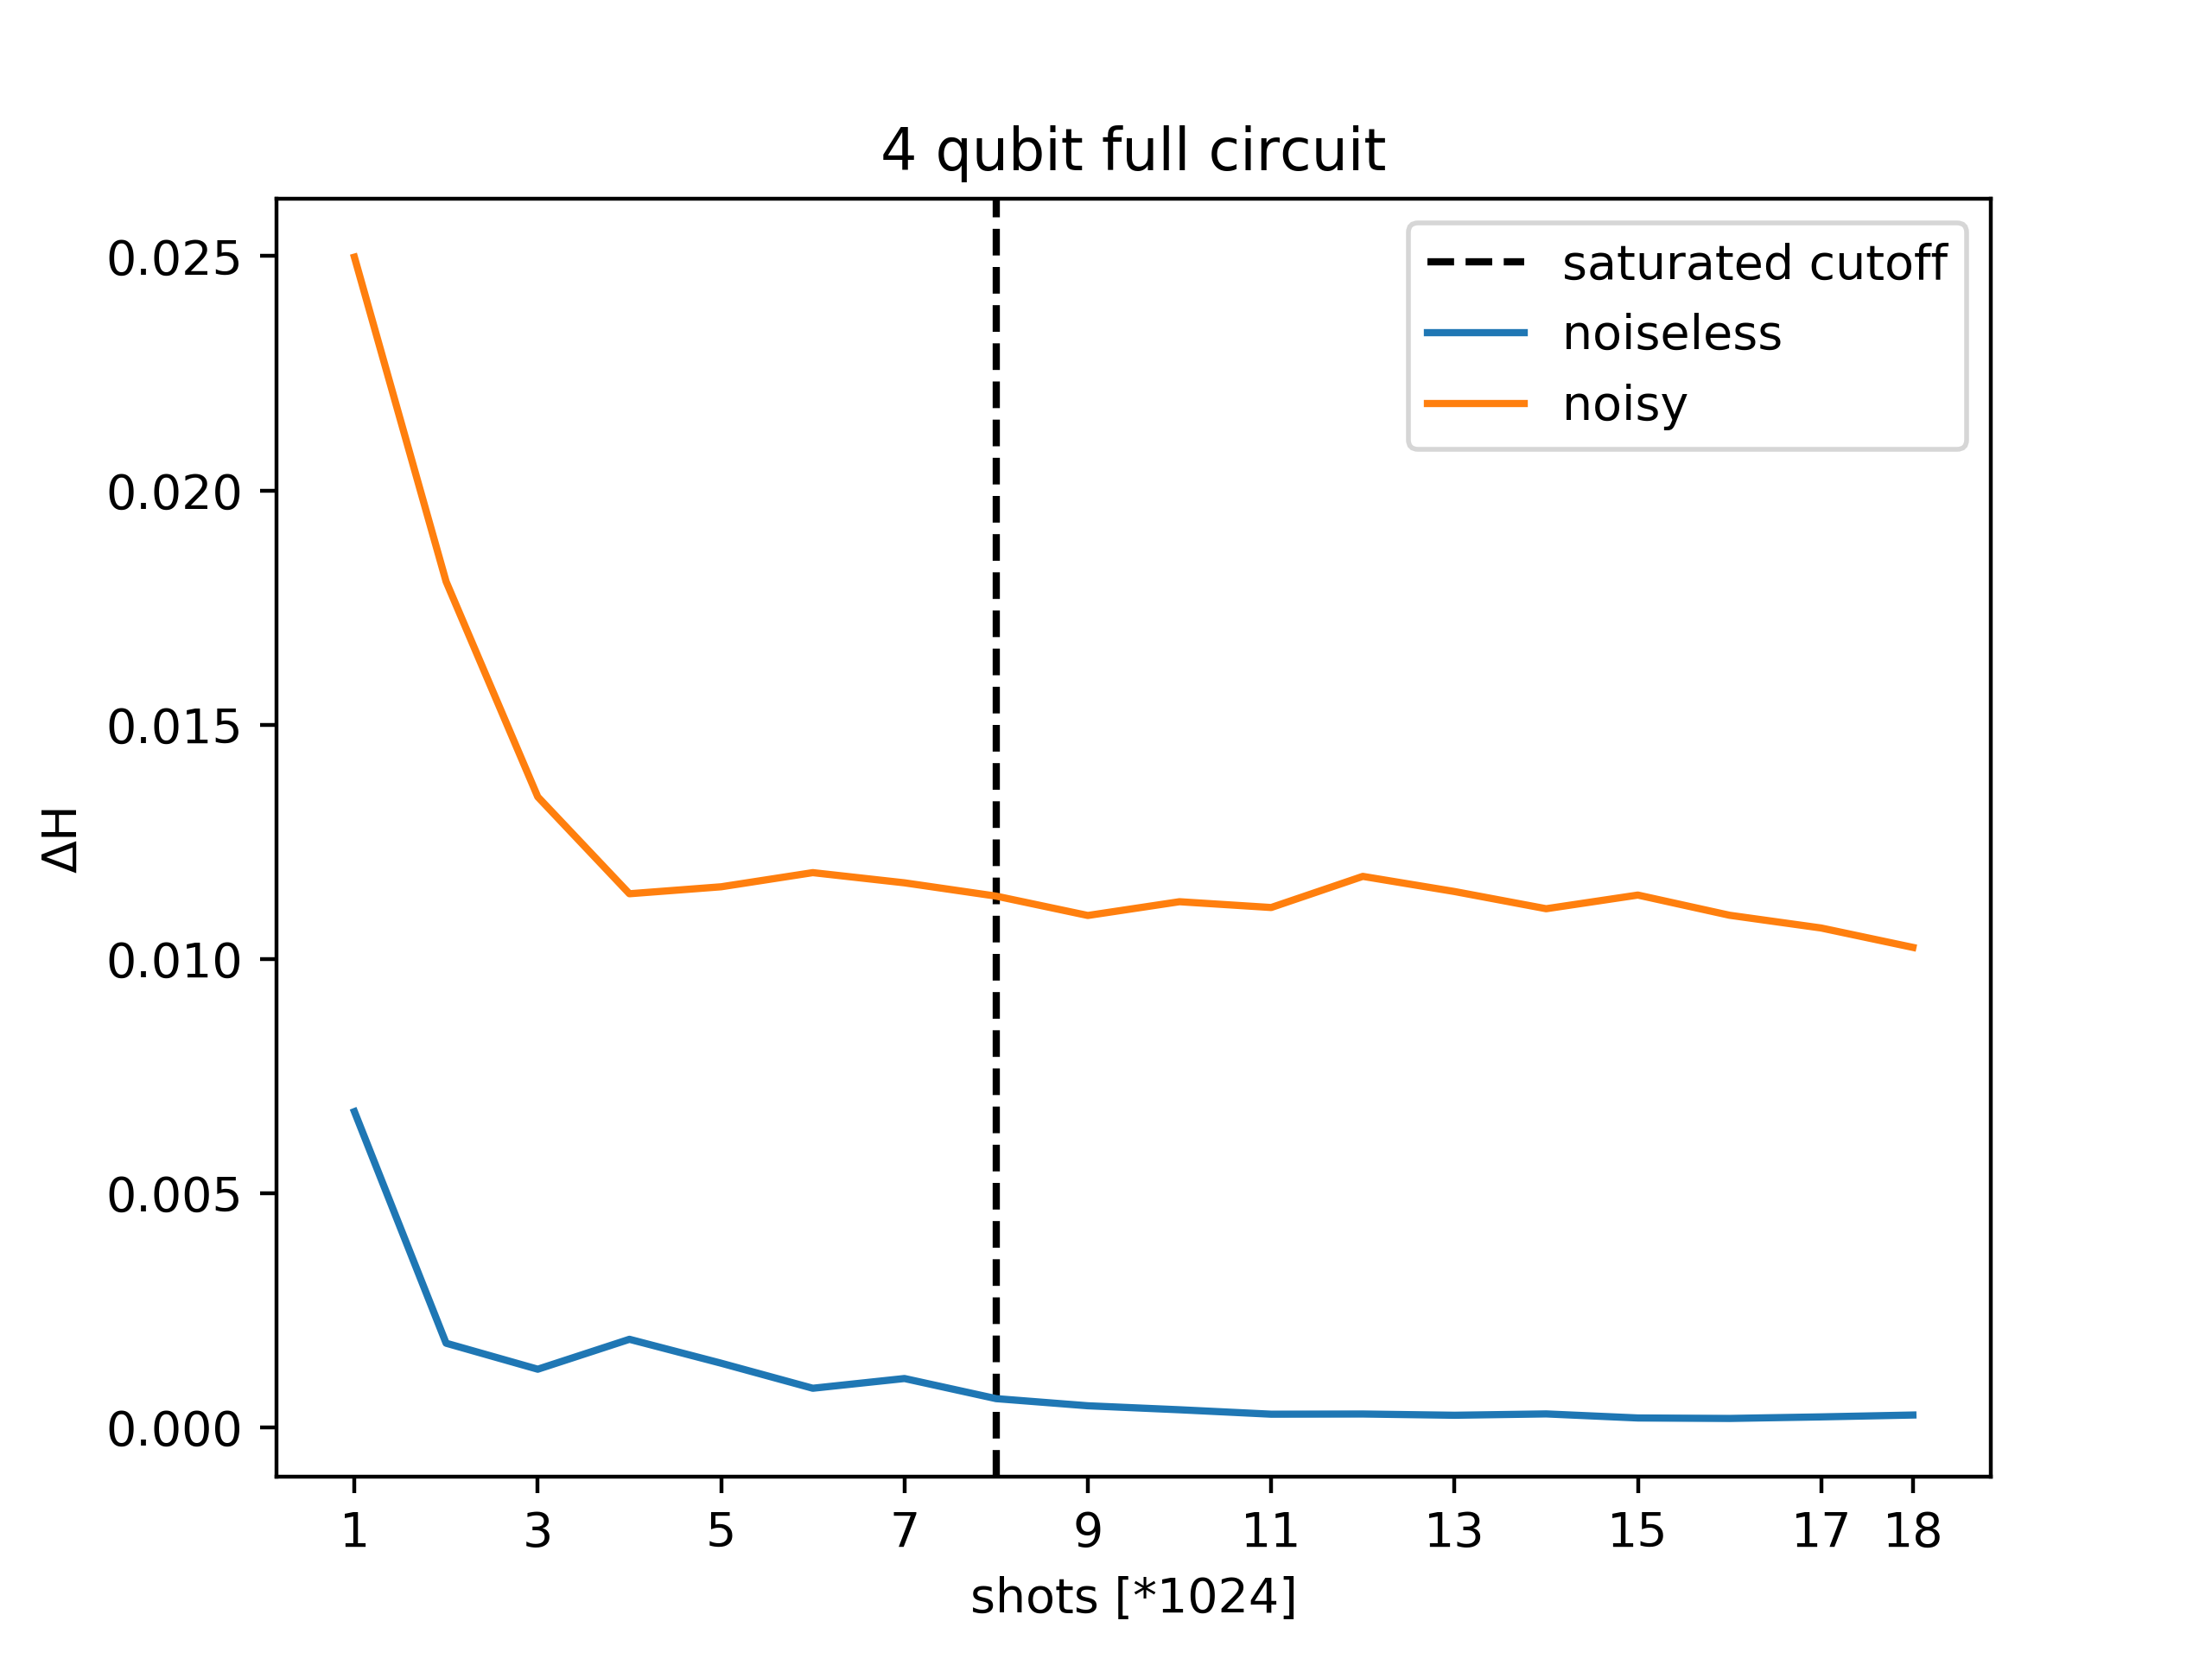 4 qubit full circuit
saturated cutoff
noiseless
noisy
0.025
0.020
0.015
0.010
0.005
0.000
ΔH
1 3 5 7 9 11 13 15 17 18
shots [*1024]